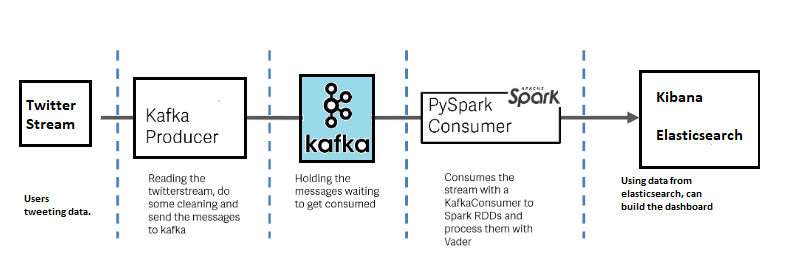 Twitter
Stream
Users
tweeting data.
Kafka
Producer
Reading the
twitterstream, do
some cleaning and
send the messages
to kafka
kafka
Holding the
messages waiting
to get consumed
APACHE
Spark
PySpark
Consumer
Consumes the
stream with a
KafkaConsumer to
Spark RDDs and
process them with
Vader
Kibana
Elasticsearch
Using data from
elasticsearch, can
build the dashboard